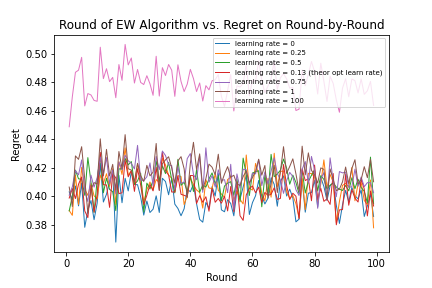 Round of EW Algorithm vs. Regret on Round-by-Round
learning rate = 0
learning rate = 0.25
learning rate = 0.5
learning rate = 0.13 (theor opt learn rate)
learning rate = 0.75
learning rate = 1
learning rate = 100
0.50
0.48
0.46
0.44
0.42
0.40
0.38
Regret
0
20
40
60
80
100
Round